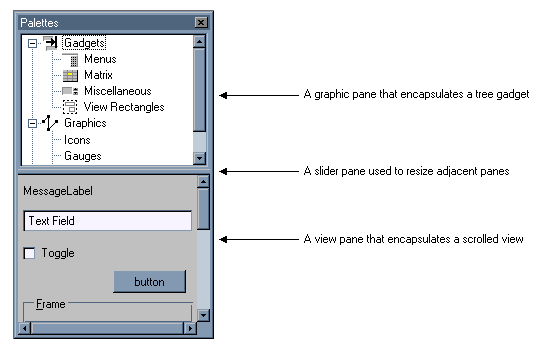 Palettes
Gadgets
Menus
Matrix
Miscellaneous
View Rectangles
Graphics
Icons
Gauges
A graphic pane that encapsulates a tree gadget
A slider pane used to resize adjacent panes
MessageLabel
Text Field
Toggle
button
Frame
A view pane that encapsulates a scrolled view